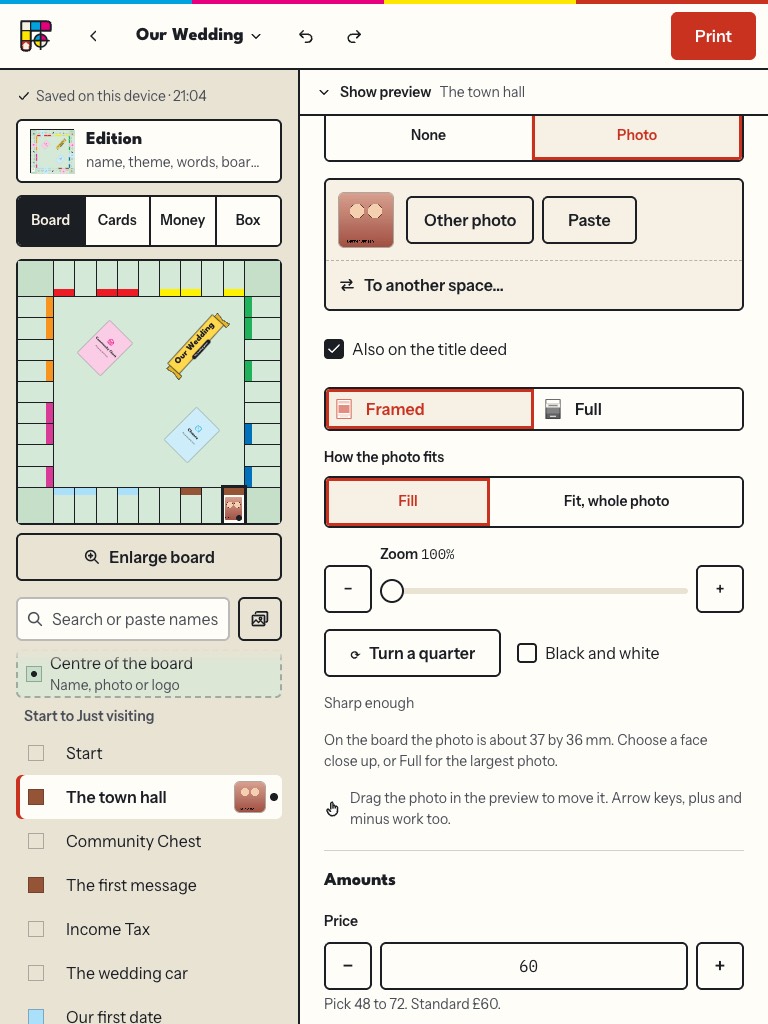 Our Wedding
Print
Saved on this device · 21:04
Edition
name, theme, words, boar...
Board
Cards
Money
Box
Community Chest
Our Wedding
Chance
Enlarge board
Search or paste names
Centre of the board
Name, photo or logo
Start to Just visiting
Start
The town hall
Community Chest
The first message
Income Tax
The wedding car
Our first date
Show preview
The town hall
None
Photo
Other photo
Paste
To another space...
Also on the title deed
Framed
Full
How the photo fits
Fill
Fit, whole photo
Zoom 100%
−
+
Turn a quarter
Black and white
Sharp enough
On the board the photo is about 37 by 36 mm. Choose a face
close up, or Full for the largest photo.
Drag the photo in the preview to move it. Arrow keys, plus and
minus work too.
Amounts
Price
−
60
+
Pick 48 to 72. Standard £60.